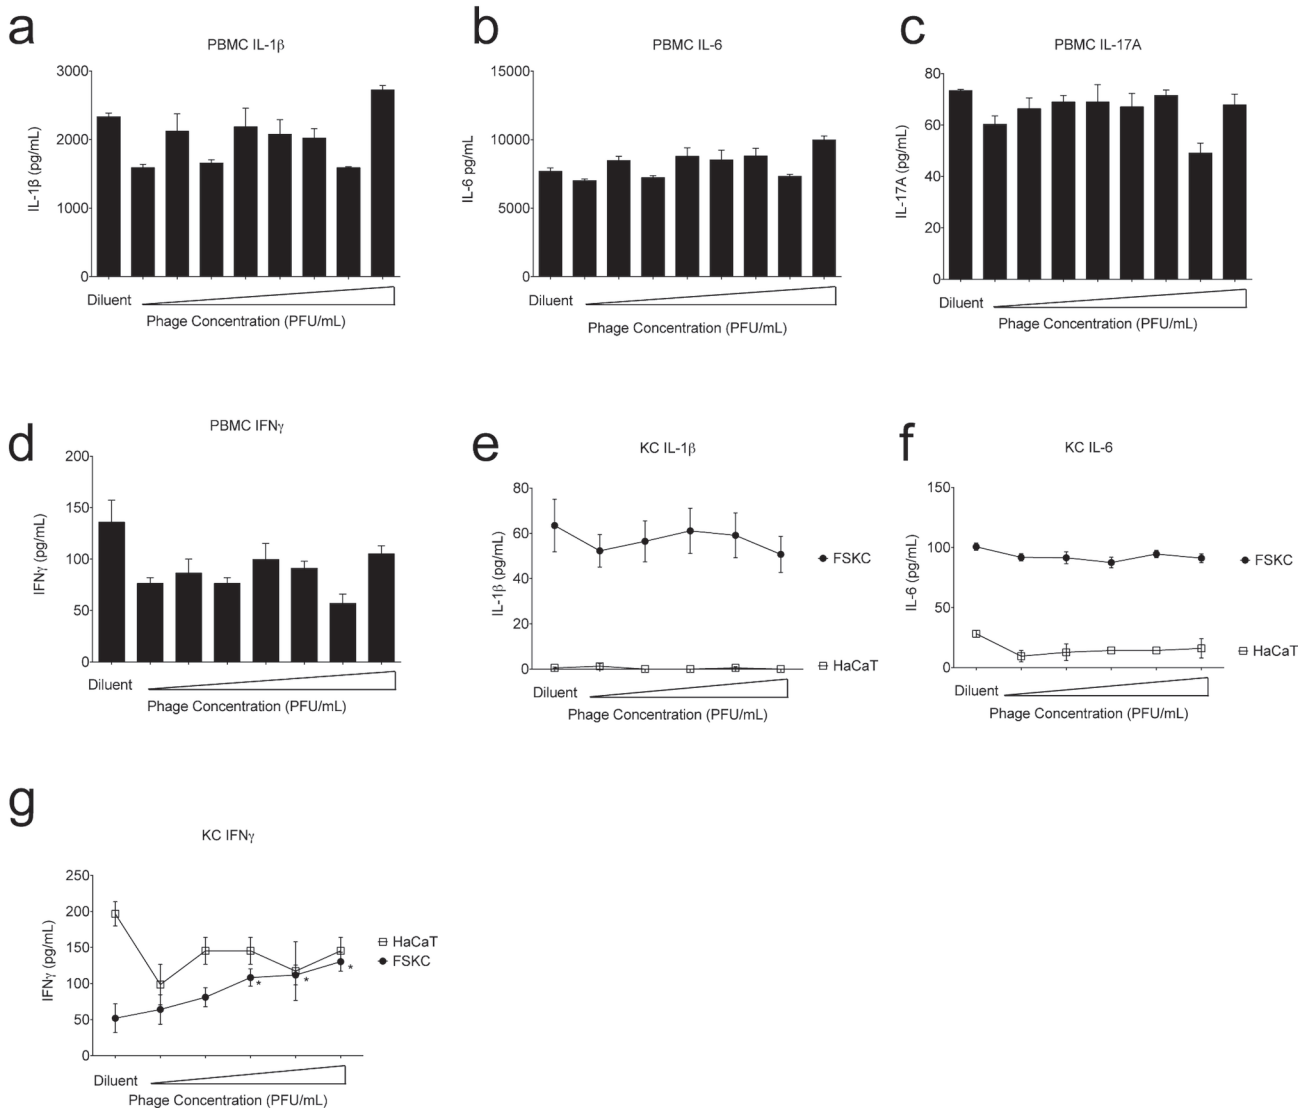 a
PBMC IL-1β
IL-1β (pg/mL)
3000
2000
1000
0
Diluent
Phage Concentration (PFU/mL)
b
PBMC IL-6
IL-6 pg/mL
15000
10000
5000
0
Diluent
Phage Concentration (PFU/mL)
c
PBMC IL-17A
IL-17A (pg/mL)
80
60
40
20
0
Diluent
Phage Concentration (PFU/mL)
d
PBMC IFNγ
IFNγ (pg/mL)
200
150
100
50
0
Diluent
Phage Concentration (PFU/mL)
e
KC IL-1β
IL-1β (pg/mL)
80
60
40
20
0
FSKC
HaCaT
Diluent
Phage Concentration (PFU/mL)
f
KC IL-6
IL-6 (pg/mL)
150
100
50
0
FSKC
HaCaT
Diluent
Phage Concentration (PFU/mL)
g
KC IFNγ
IFNγ (pg/mL)
250
200
150
100
50
0
HaCaT
FSKC
*
*
*
Diluent
Phage Concentration (PFU/mL)